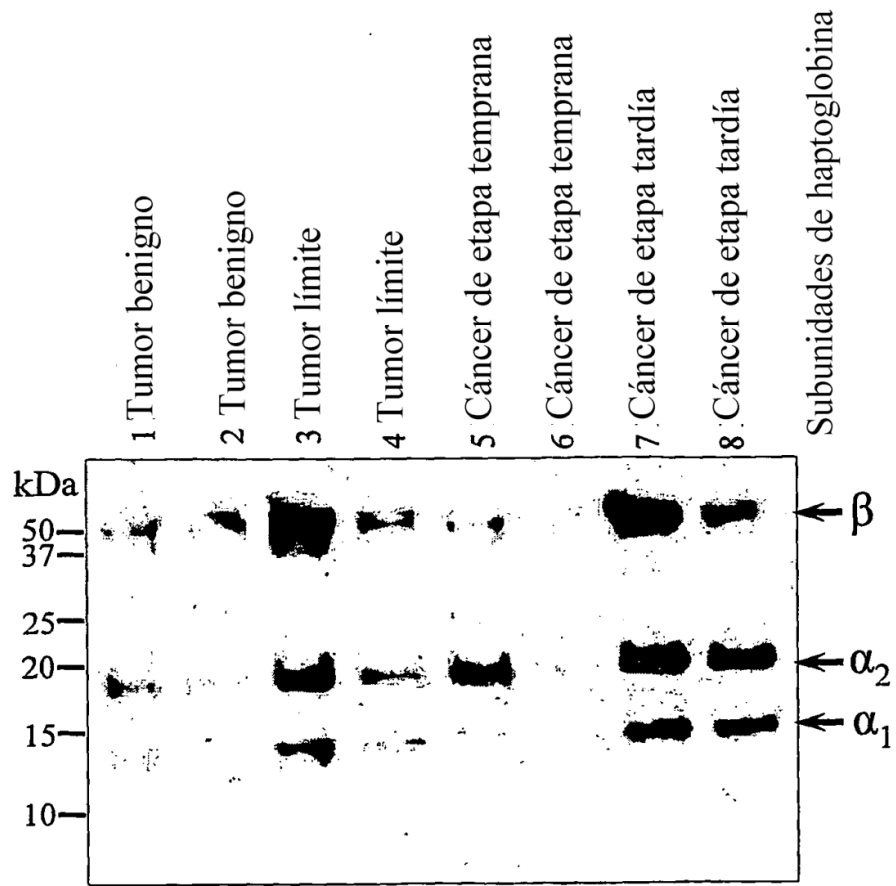 1 Tumor benigno
2 Tumor benigno
3 Tumor límite
4 Tumor límite
5 Cáncer de etapa temprana
6 Cáncer de etapa temprana
7 Cáncer de etapa tardía
8 Cáncer de etapa tardía
Subunidades de haptoglobina
kDa
50
37
25
20
15
10
β
α2
α1